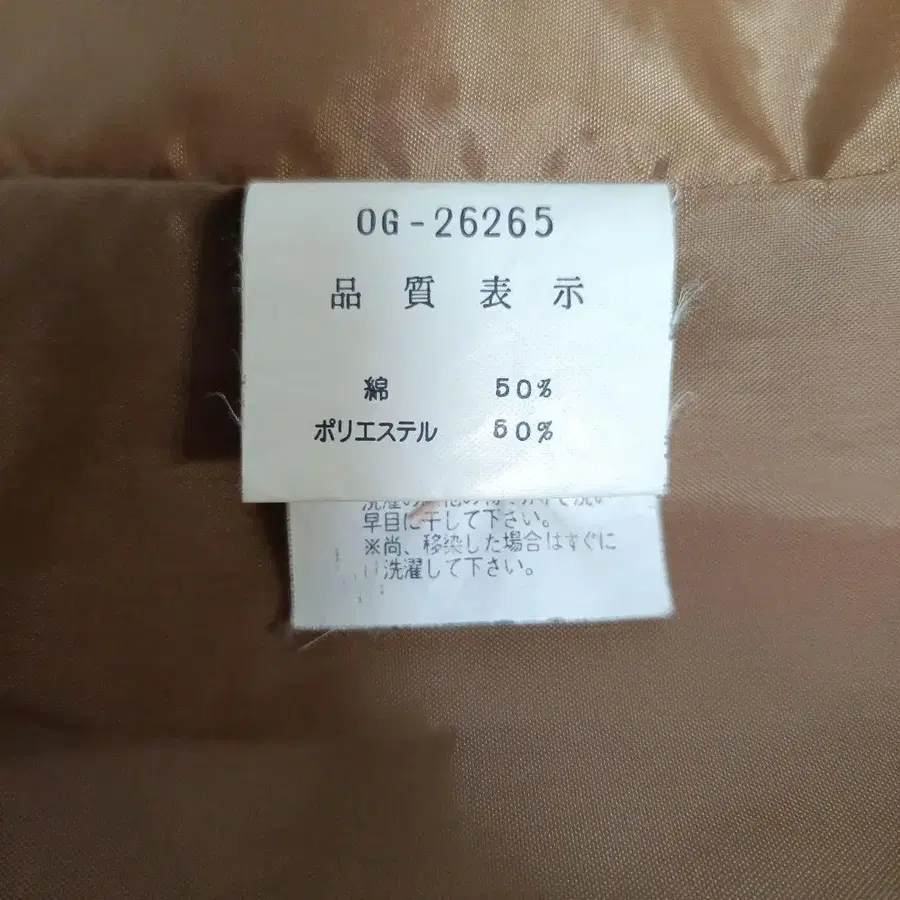 OG-26265
品質表示
綿 50%
ポリエステル 50%
早目に干して下さい。
※尚、移染した場合はすぐに
洗濯して下さい。